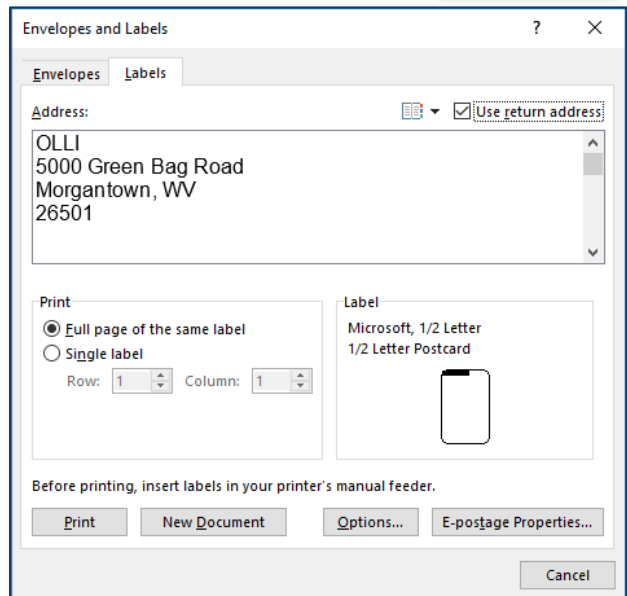 Envelopes and Labels ? ×
Envelopes Labels
Address: Use return address
OLLI
5000 Green Bag Road
Morgantown, WV
26501
Print
Full page of the same label
Single label
Row: 1 Column: 1
Label
Microsoft, 1/2 Letter
1/2 Letter Postcard
Before printing, insert labels in your printer's manual feeder.
Print New Document Options... E-postage Properties...
Cancel